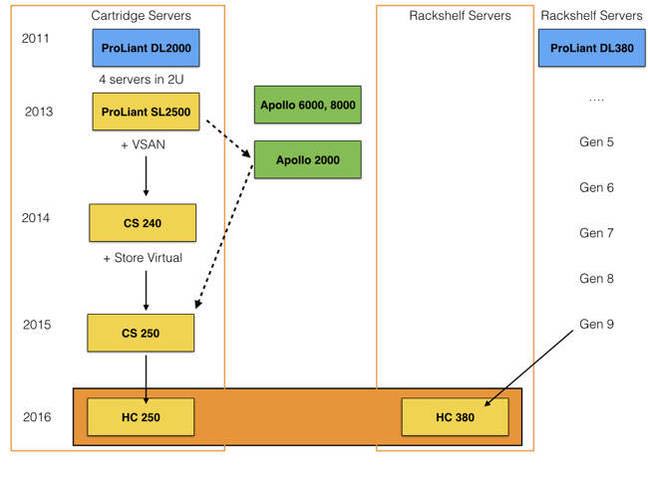 Cartridge Servers
Rackshelf Servers
Rackshelf Servers
2011
ProLiant DL2000
ProLiant DL380
4 servers in 2U
2013
ProLiant SL2500
Apollo 6000, 8000
....
+ VSAN
Apollo 2000
Gen 5
Gen 6
2014
CS 240
Gen 7
+ Store Virtual
Gen 8
2015
CS 250
Gen 9
2016
HC 250
HC 380